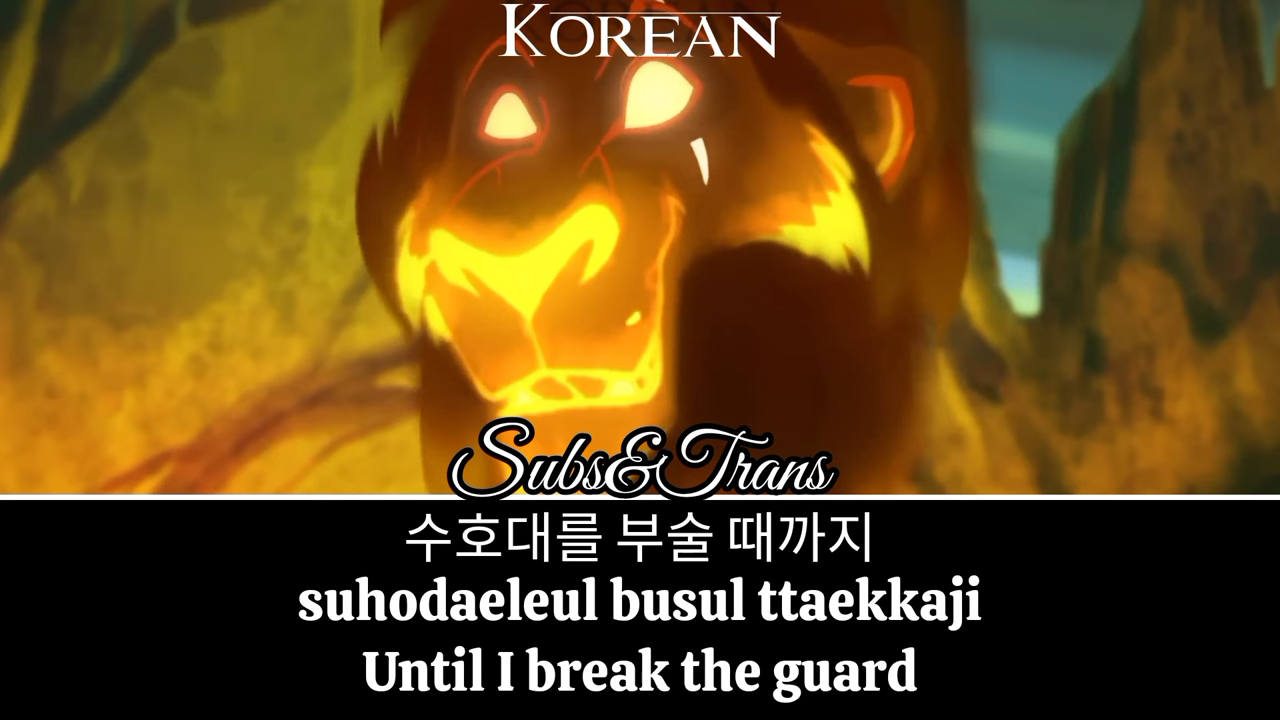 KOREAN
Subs&Trans
수호대를 부술 때까지
suhodaeleul busul ttaekkaji
Until I break the guard